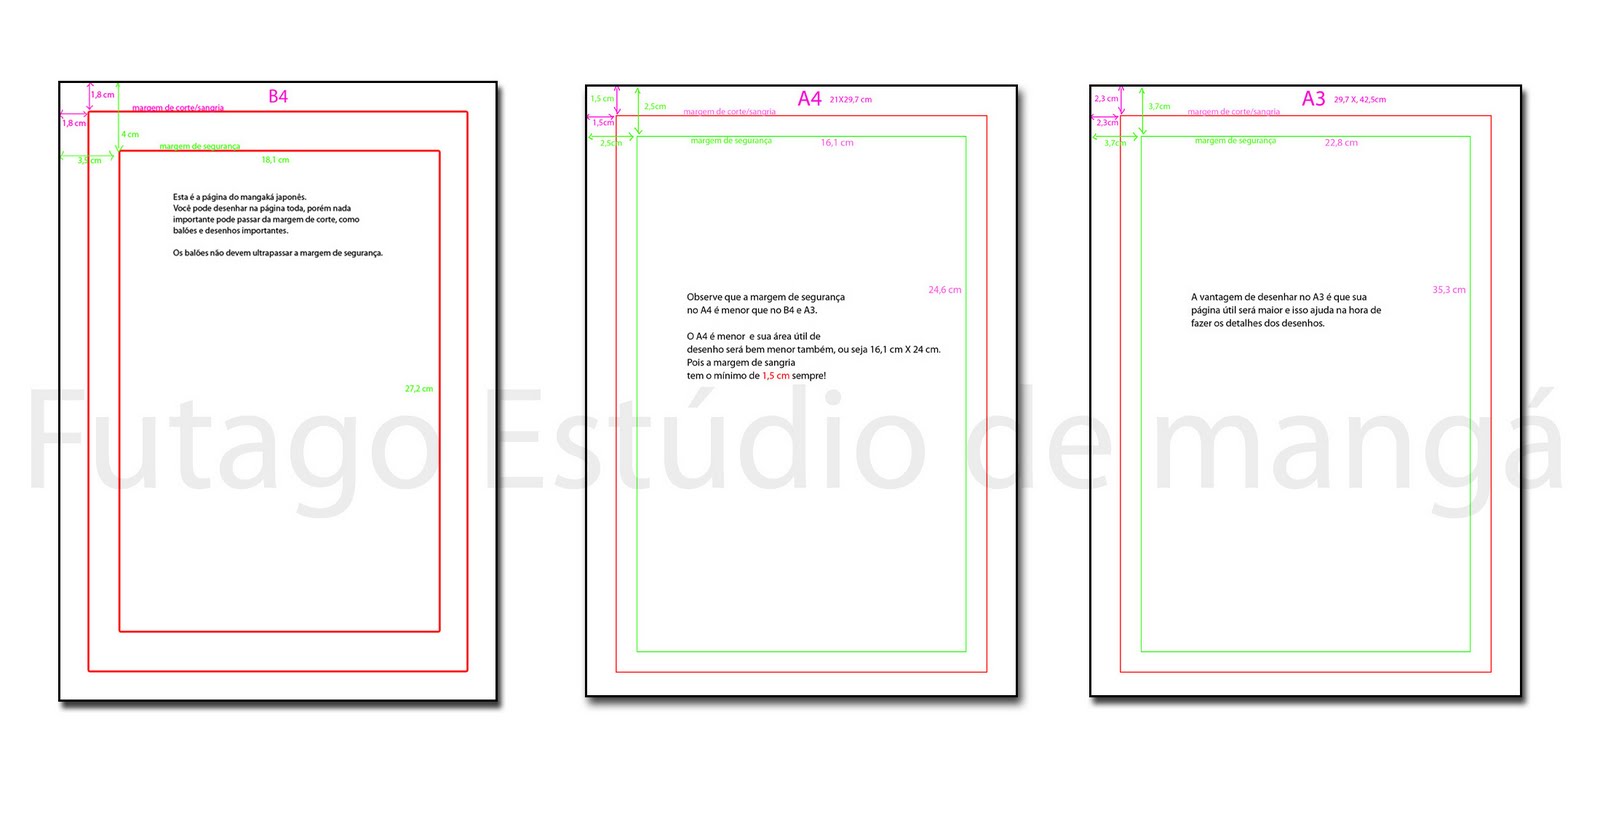 B4
1,8 cm
margem de corte/sangria
1,8 cm
4 cm
margem de segurança
3,5 cm
18,1 cm
Esta é a página do mangaká japonês.
Você pode desenhar na página toda, porém nada
importante pode passar da margem de corte, como
balões e desenhos importantes.
Os balões não devem ultrapassar a margem de segurança.
27,2 cm
A4 21X29,7 cm
1,5 cm
2,5cm
margem de corte/sangria
1,5cm
2,5cm
margem de segurança
16,1 cm
24,6 cm
Observe que a margem de segurança
no A4 é menor que no B4 e A3.
O A4 é menor e sua área útil de
desenho será bem menor também, ou seja 16,1 cm X 24 cm.
Pois a margem de sangria
tem o mínimo de 1,5 cm sempre!
A3 29,7 X, 42,5cm
2,3 cm
3,7cm
margem de corte/sangria
2,3cm
3,7cm
margem de segurança
22,8 cm
35,3 cm
A vantagem de desenhar no A3 é que sua
página útil será maior e isso ajuda na hora de
fazer os detalhes dos desenhos.
Futago Estúdio de mangá